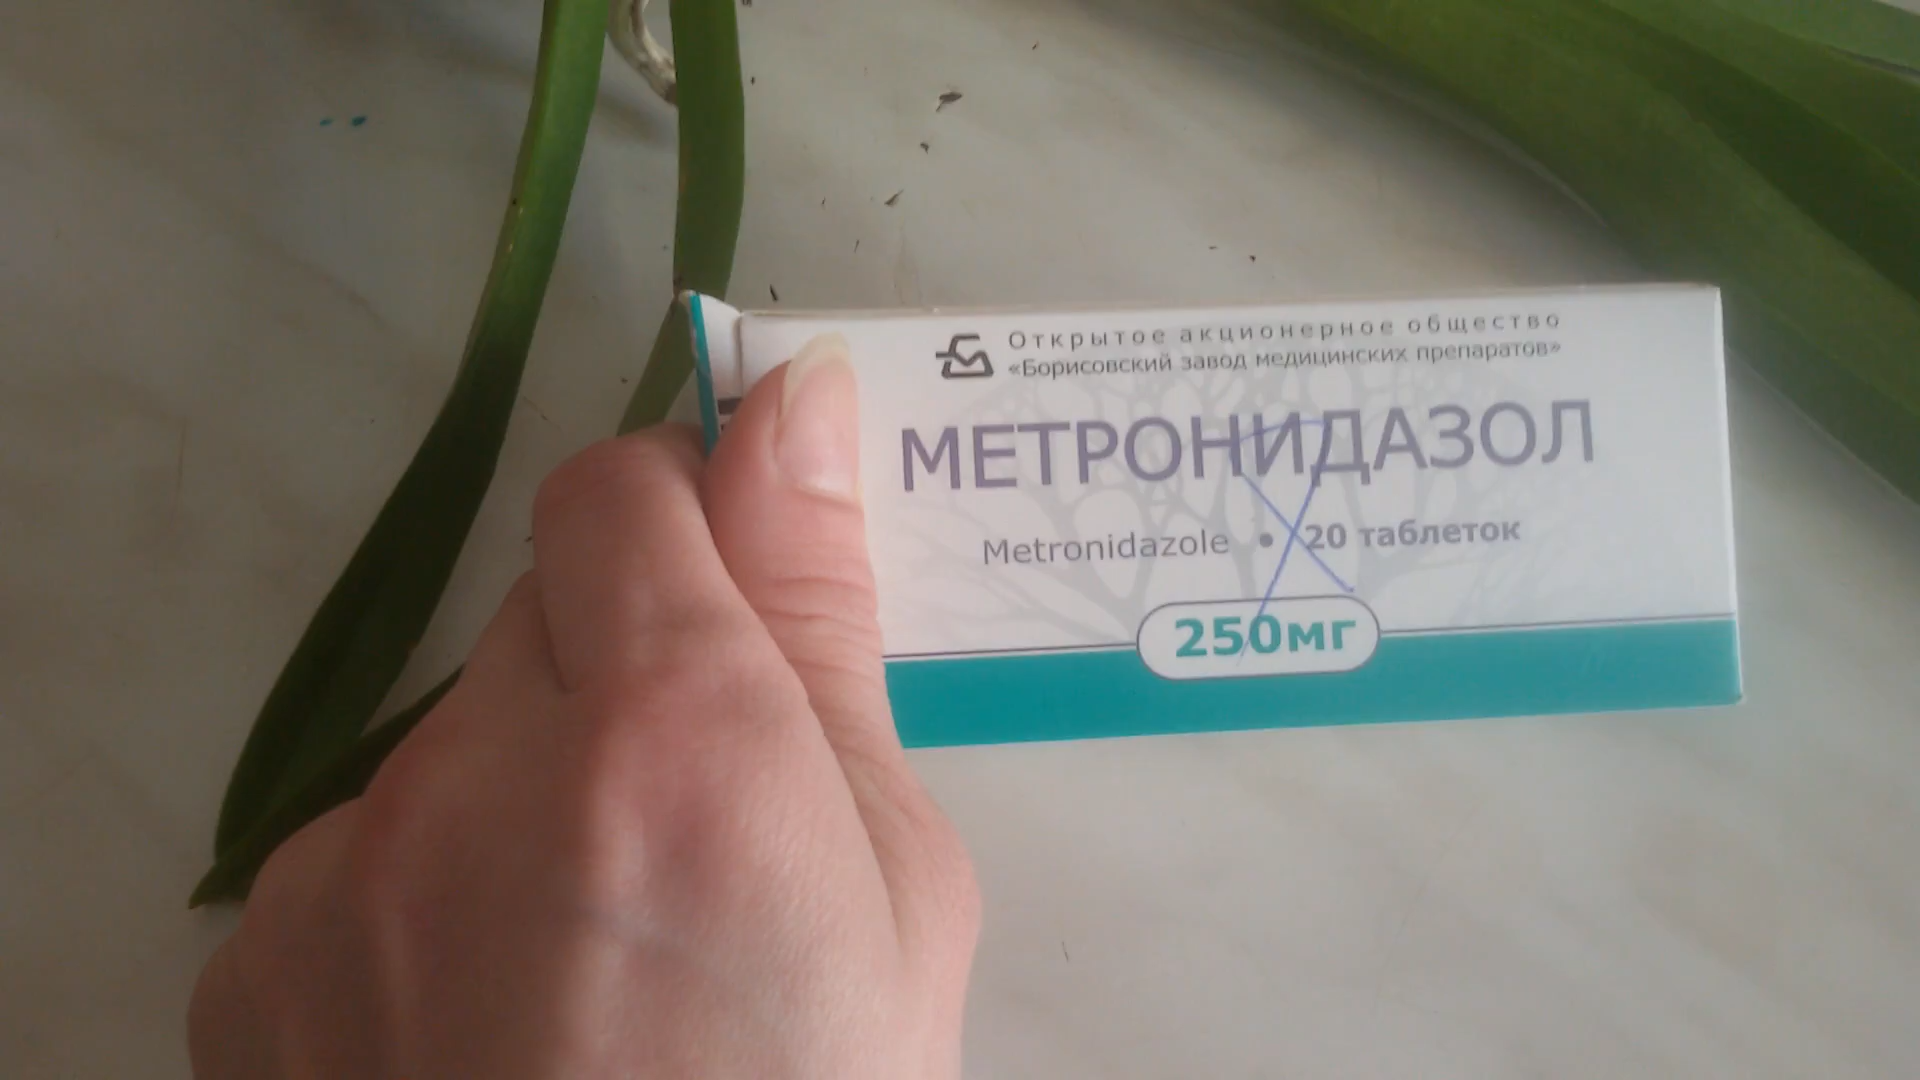 Открытое акционерное общество
«Борисовский завод медицинских препаратов»
МЕТРОНИДАЗОЛ
Metronidazole • 20 таблеток
250мг